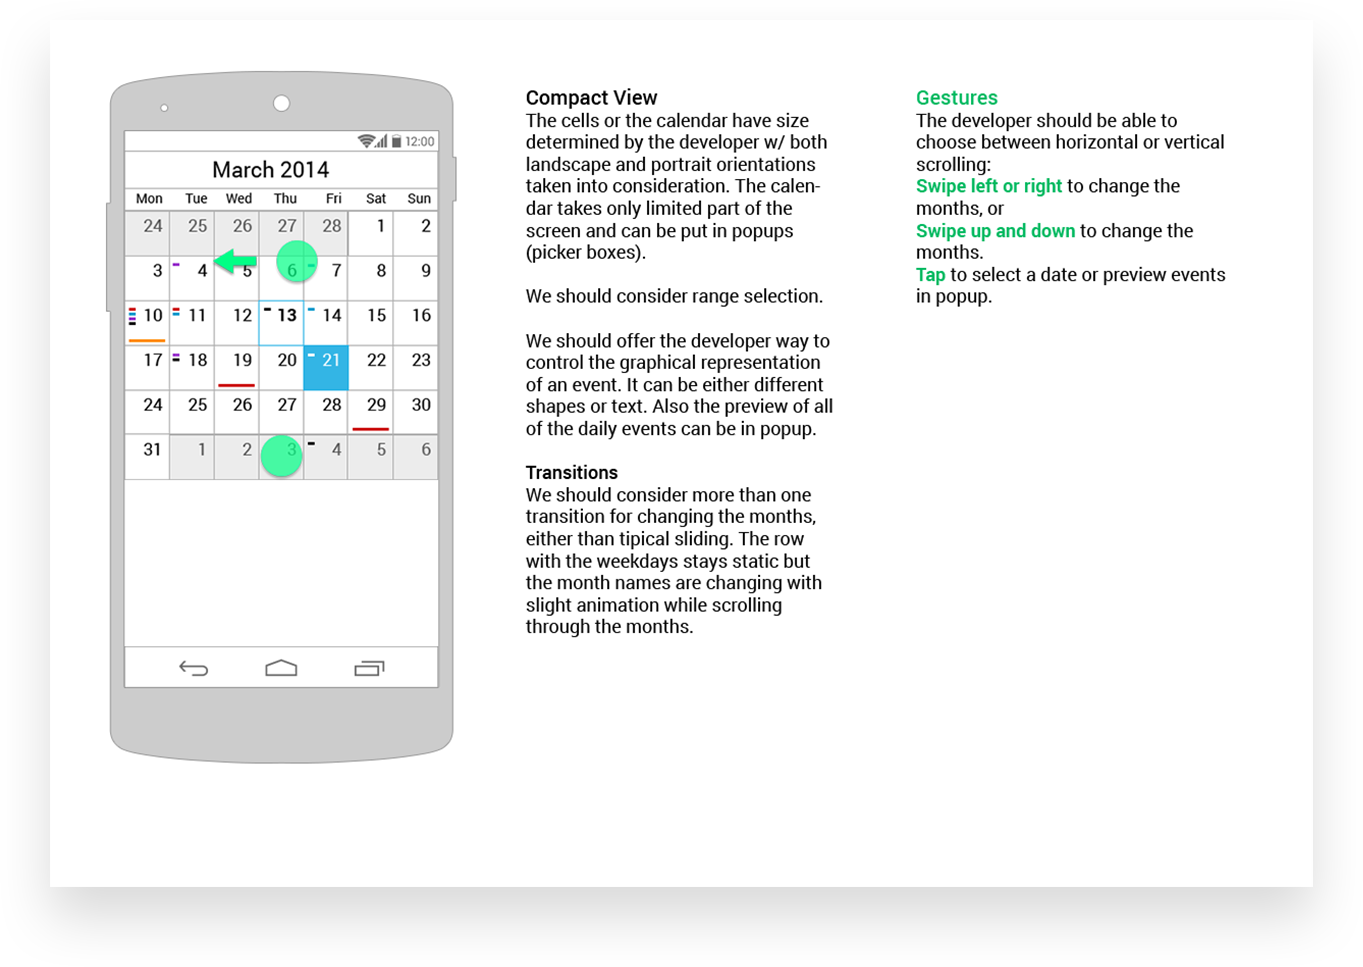 12:00
March 2014
Mon Tue Wed Thu Fri Sat Sun
24 25 26 27 28 1 2
3 4 5 6 7 8 9
10 11 12 13 14 15 16
17 18 19 20 21 22 23
24 25 26 27 28 29 30
31 1 2 3 4 5 6
Compact View
The cells or the calendar have size
determined by the developer w/ both
landscape and portrait orientations
taken into consideration. The calen-
dar takes only limited part of the
screen and can be put in popups
(picker boxes).
We should consider range selection.
We should offer the developer way to
control the graphical representation
of an event. It can be either different
shapes or text. Also the preview of all
of the daily events can be in popup.
Transitions
We should consider more than one
transition for changing the months,
either than tipical sliding. The row
with the weekdays stays static but
the month names are changing with
slight animation while scrolling
through the months.
Gestures
The developer should be able to
choose between horizontal or vertical
scrolling:
Swipe left or right to change the
months, or
Swipe up and down to change the
months.
Tap to select a date or preview events
in popup.